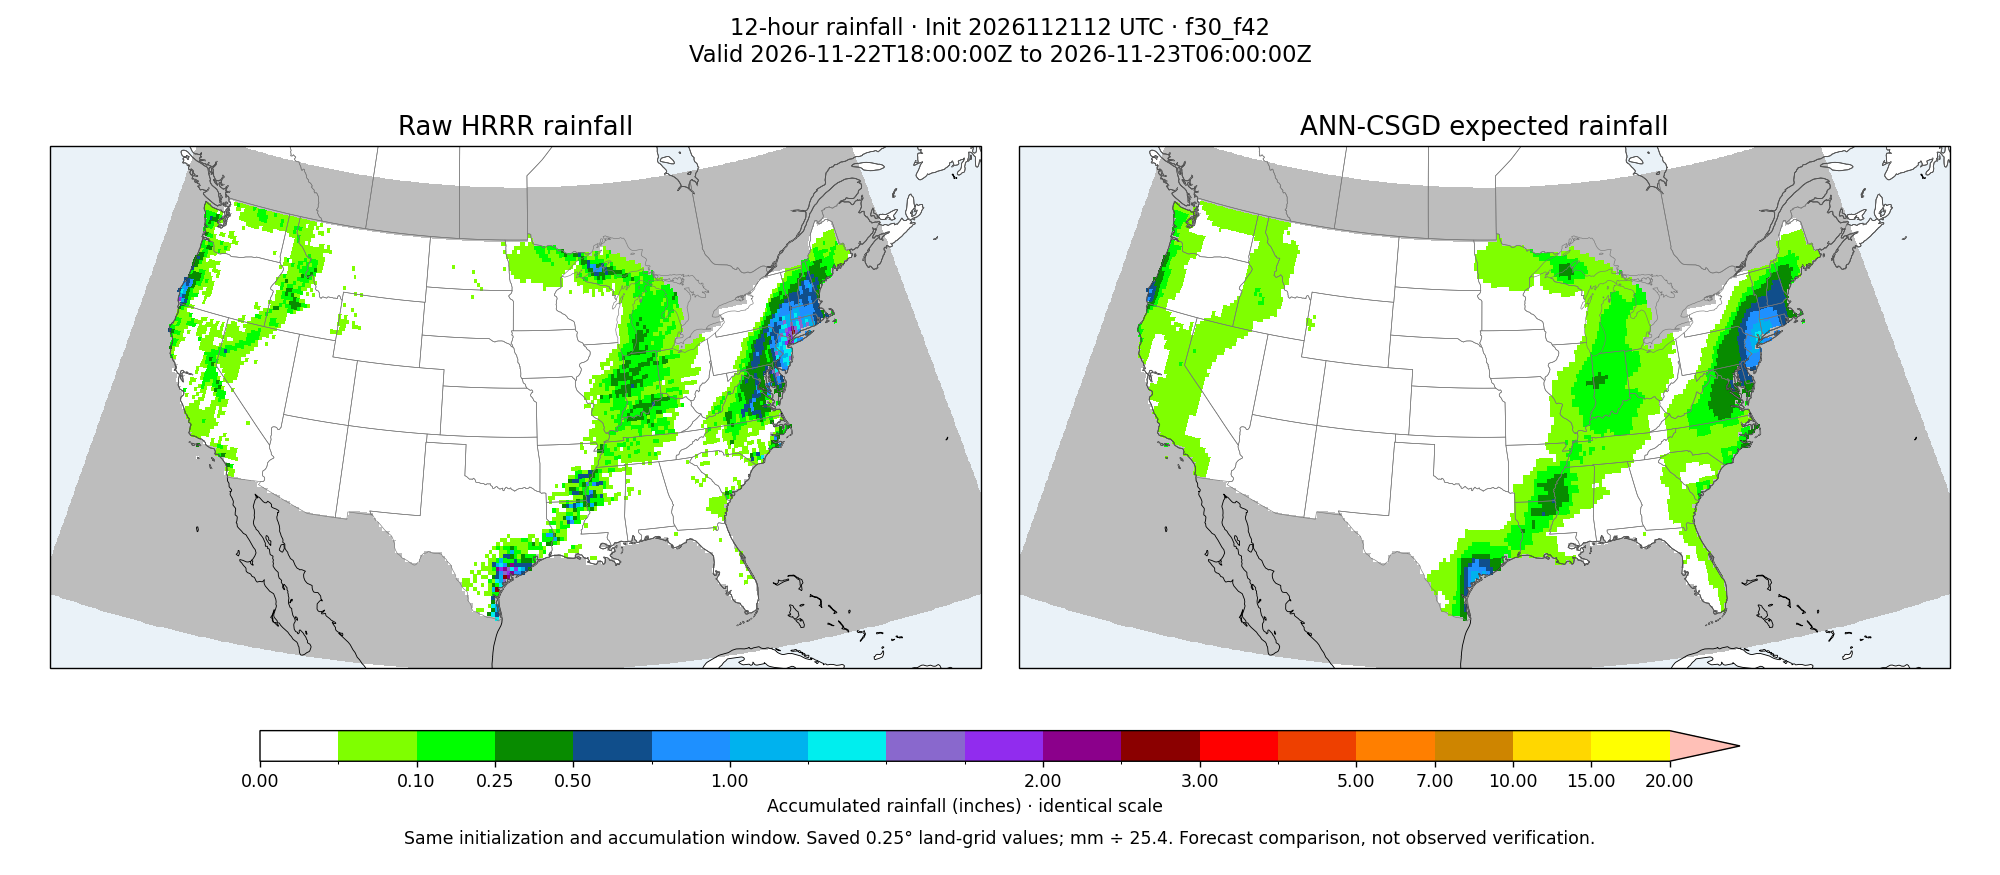 12-hour rainfall · Init 2026112112 UTC · f30_f42
Valid 2026-11-22T18:00:00Z to 2026-11-23T06:00:00Z
Raw HRRR rainfall
ANN-CSGD expected rainfall
0.00 0.10 0.25 0.50 1.00 2.00 3.00 5.00 7.00 10.00 15.00 20.00
Accumulated rainfall (inches) · identical scale
Same initialization and accumulation window. Saved 0.25° land-grid values; mm ÷ 25.4. Forecast comparison, not observed verification.